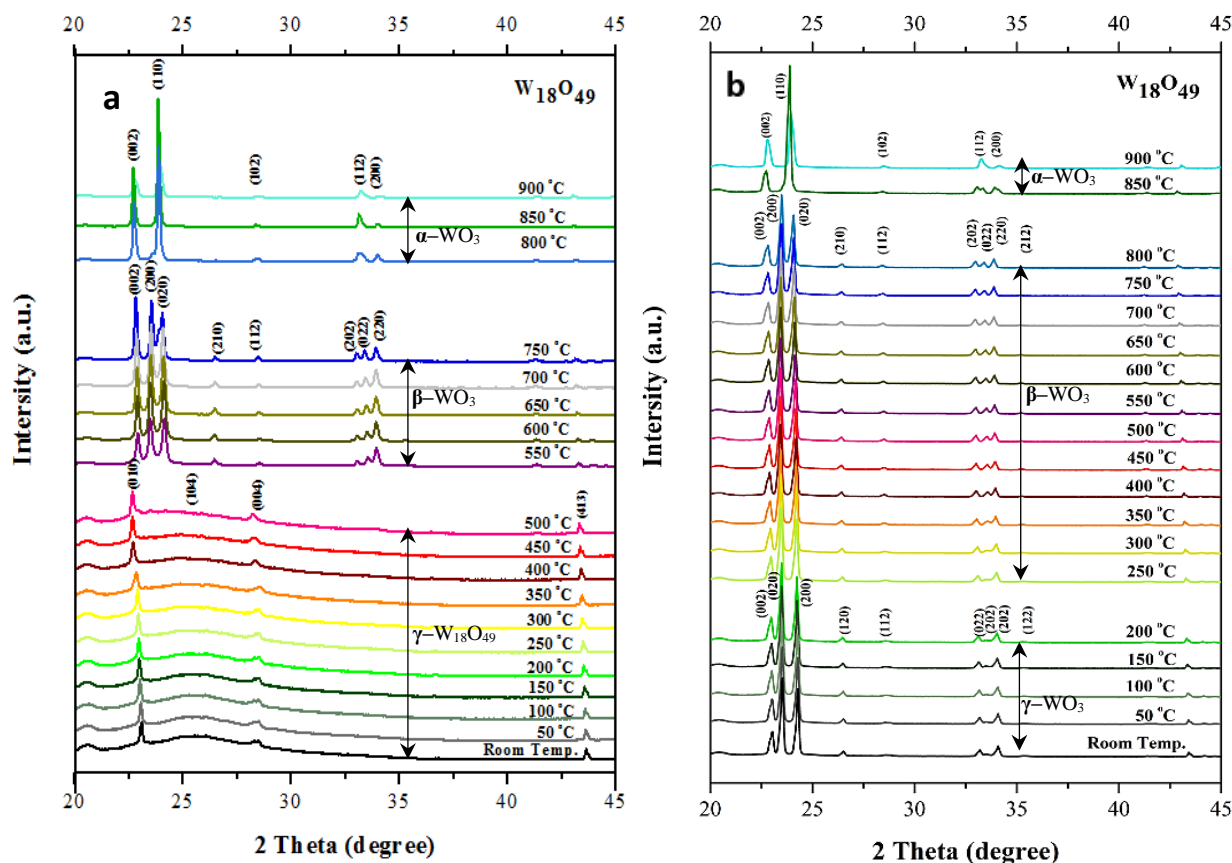 20 25 30 35 40 45
a
W18O49
(110)
(002)
(102)
(112)
(200)
900 °C
850 °C
α–WO3
800 °C
(002)
(200)
(020)
(210)
(112)
(202)
(022)
(220)
750 °C
700 °C
β–WO3
650 °C
600 °C
550 °C
(010)
(104)
(004)
(413)
500 °C
450 °C
400 °C
350 °C
300 °C
γ–W18O49
250 °C
200 °C
150 °C
100 °C
50 °C
Room Temp.
Intersity (a.u.)
20 25 30 35 40 45
2 Theta (degree)
20 25 30 35 40 45
b
W18O49
(110)
(002)
(102)
(112)
(200)
900 °C
α–WO3
850 °C
(002)
(200)
(020)
(210)
(112)
(202)
(022)
(220)
(212)
800 °C
750 °C
700 °C
650 °C
600 °C
β–WO3
550 °C
500 °C
450 °C
400 °C
350 °C
300 °C
250 °C
(002)
(020)
(200)
(120)
(112)
(022)
(202)
(202)
(122)
200 °C
150 °C
100 °C
γ–WO3
50 °C
Room Temp.
Intersity (a.u.)
20 25 30 35 40 45
2 Theta (degree)